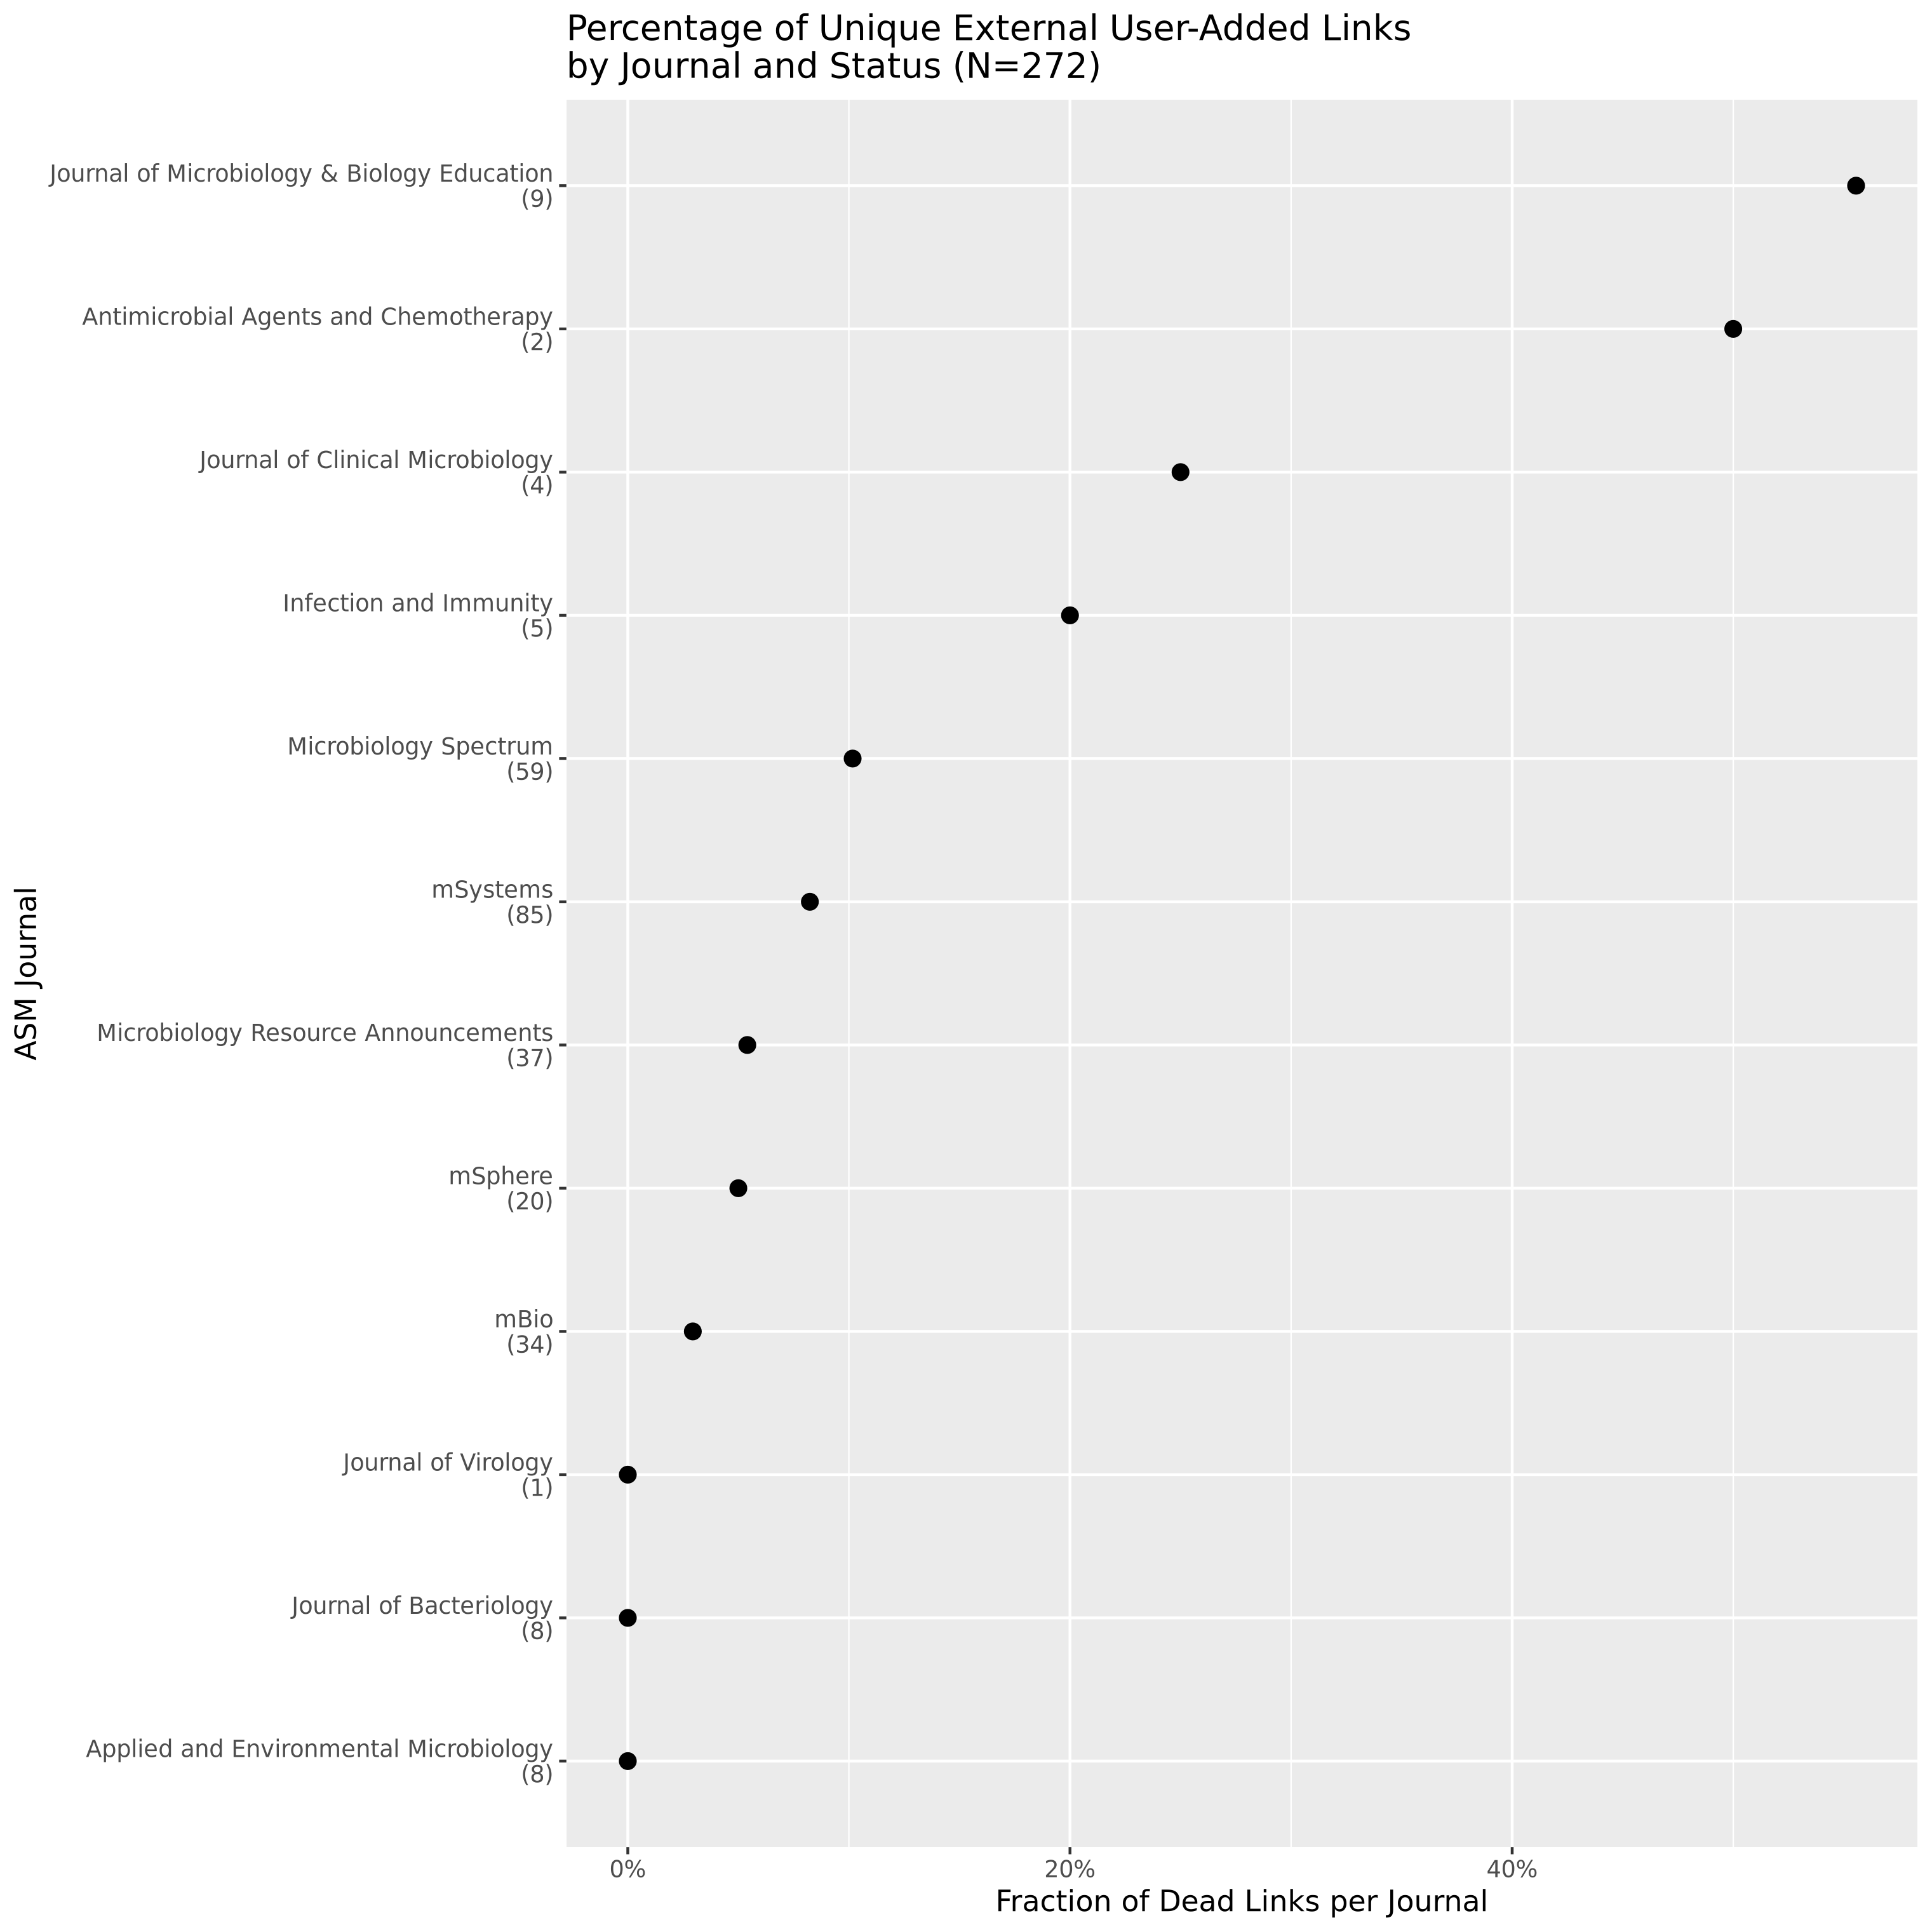 Percentage of Unique External User-Added Links
by Journal and Status (N=272)
ASM Journal
Journal of Microbiology & Biology Education
(9)
Antimicrobial Agents and Chemotherapy
(2)
Journal of Clinical Microbiology
(4)
Infection and Immunity
(5)
Microbiology Spectrum
(59)
mSystems
(85)
Microbiology Resource Announcements
(37)
mSphere
(20)
mBio
(34)
Journal of Virology
(1)
Journal of Bacteriology
(8)
Applied and Environmental Microbiology
(8)
0% 20% 40%
Fraction of Dead Links per Journal